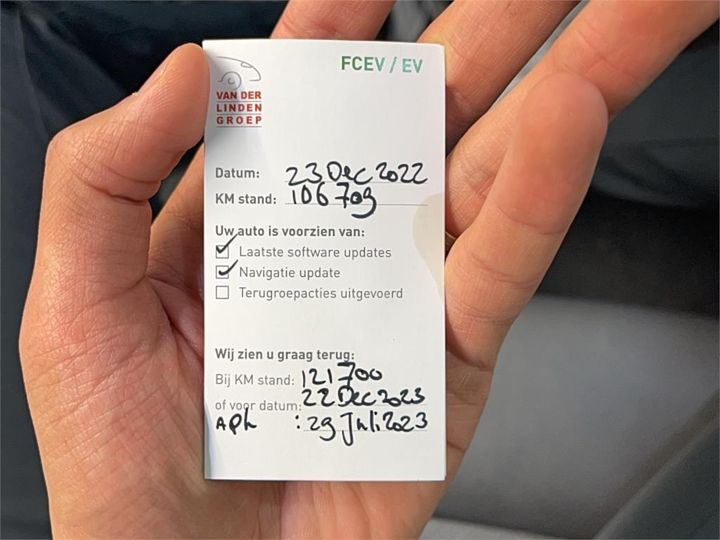 FCEV / EV
VAN DER
LINDEN
GROEP
Datum: 23 Dec 2022
KM stand: 106 709
Uw auto is voorzien van:
Laatste software updates
Navigatie update
Terugroepacties uitgevoerd
Wij zien u graag terug:
Bij KM stand: 121700
of voor datum: 22 Dec 2023
APK : 29 Juli 2023